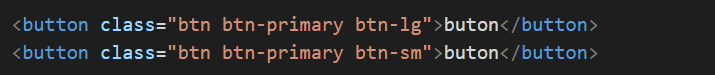 <button class="btn btn-primary btn-lg">buton</button>
<button class="btn btn-primary btn-sm">buton</button>